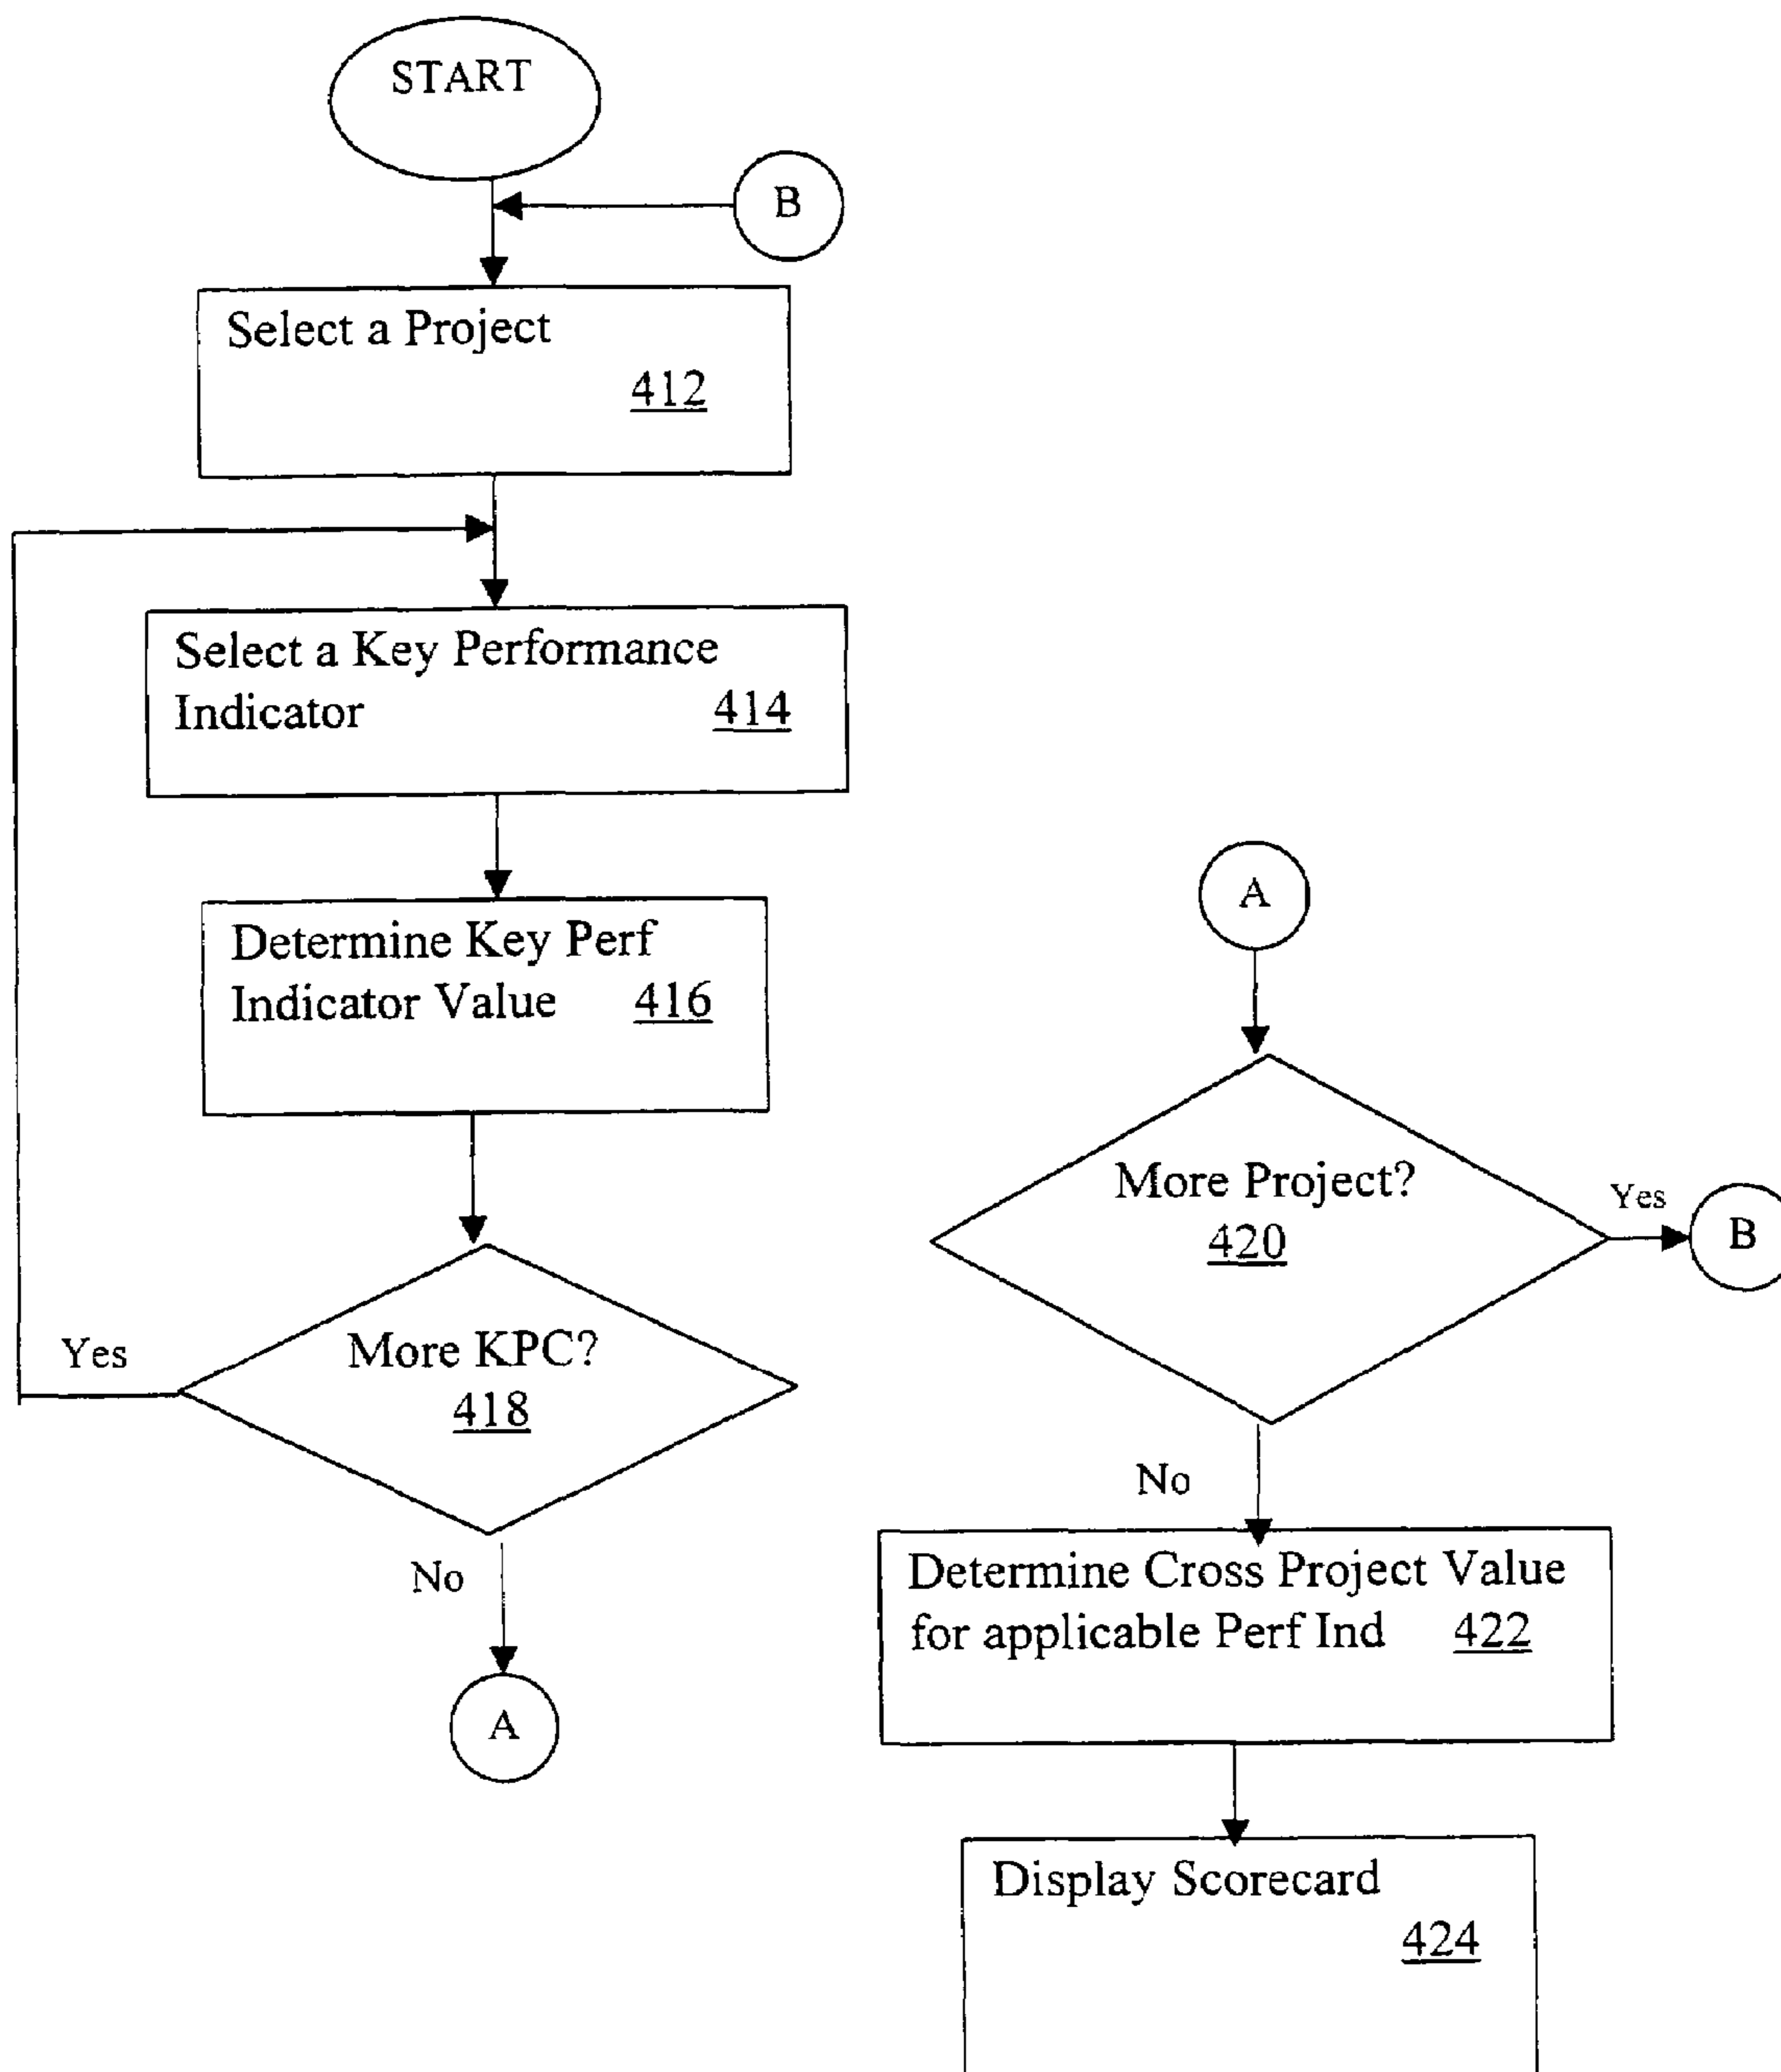 START
B
Select a Project
412
Select a Key Performance
Indicator 414
Determine Key Perf
Indicator Value 416
More KPC?
418
Yes
No
A
A
More Project?
420
Yes
B
No
Determine Cross Project Value
for applicable Perf Ind 422
Display Scorecard
424